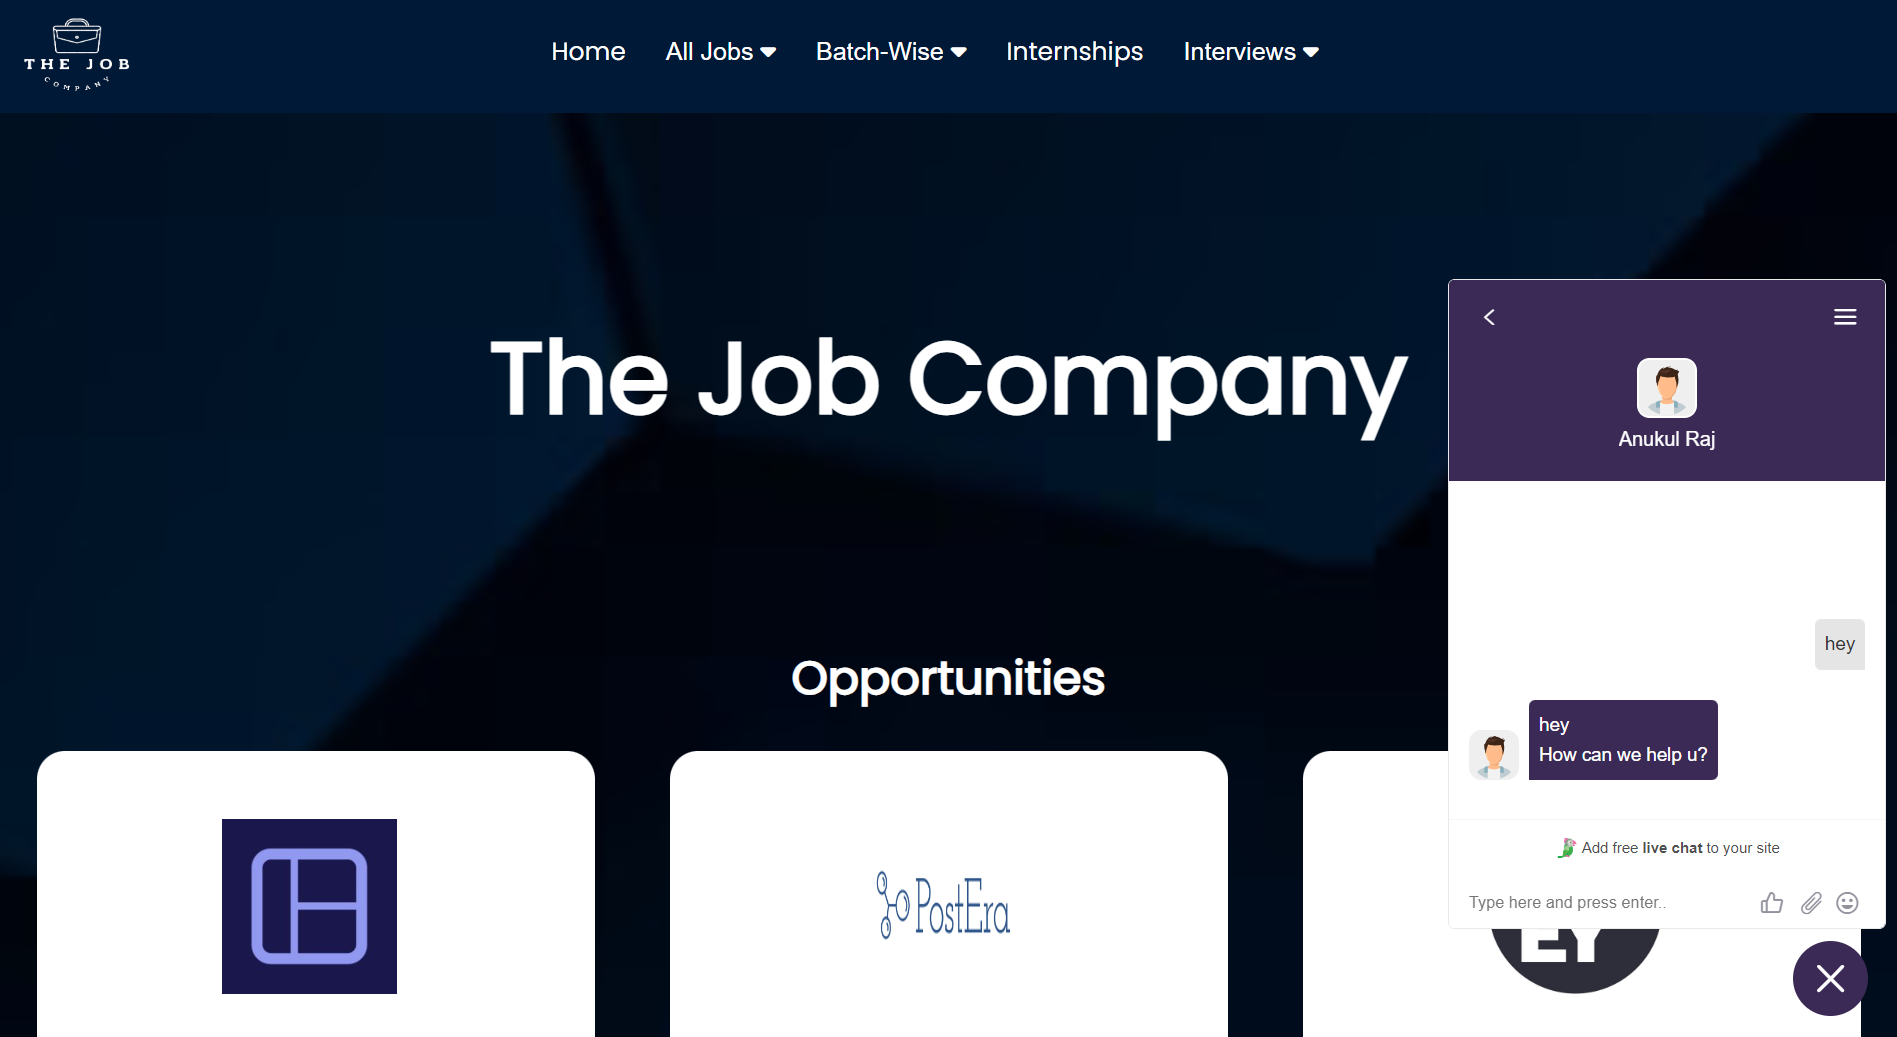 THE JOB
COMPANY
Home
All Jobs
Batch-Wise
Internships
Interviews
The Job Company
Opportunities
PostEra
EY
Anukul Raj
hey
hey
How can we help u?
Add free live chat to your site
Type here and press enter..